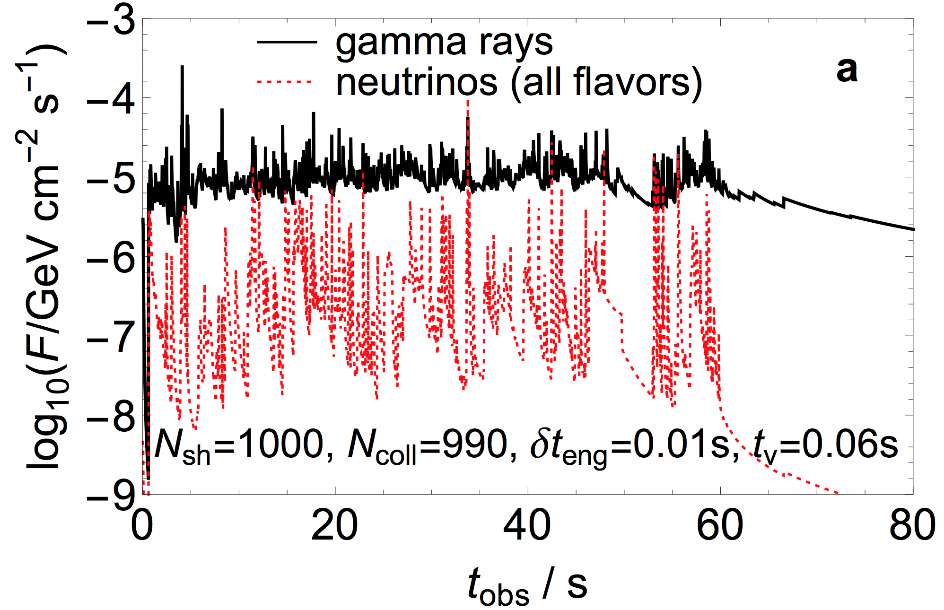 −3
−4
−5
−6
−7
−8
−9
log₁₀(F/GeV cm⁻² s⁻¹)
gamma rays
neutrinos (all flavors)
a
Nsh=1000, Ncoll=990, δteng=0.01s, tv=0.06s
0 20 40 60 80
tobs / s